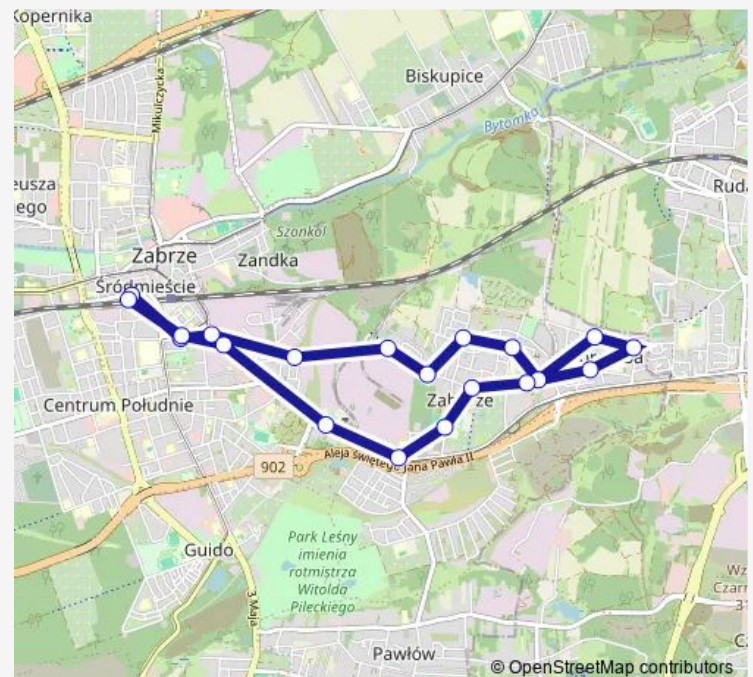 Kopernika
Mikulczycka
Biskupice
Bytomka
eusza
ego
Ruda
Szonkol
Zabrze
Zandka
Śródmieście
Centrum Południe
Zaborze
902
Aleja świętego Jana Pawła II
Guido
Park Leśny
imienia
rotmistrza
Witolda
Pileckiego
3 Maja
Pawłów
© OpenStreetMap contributors